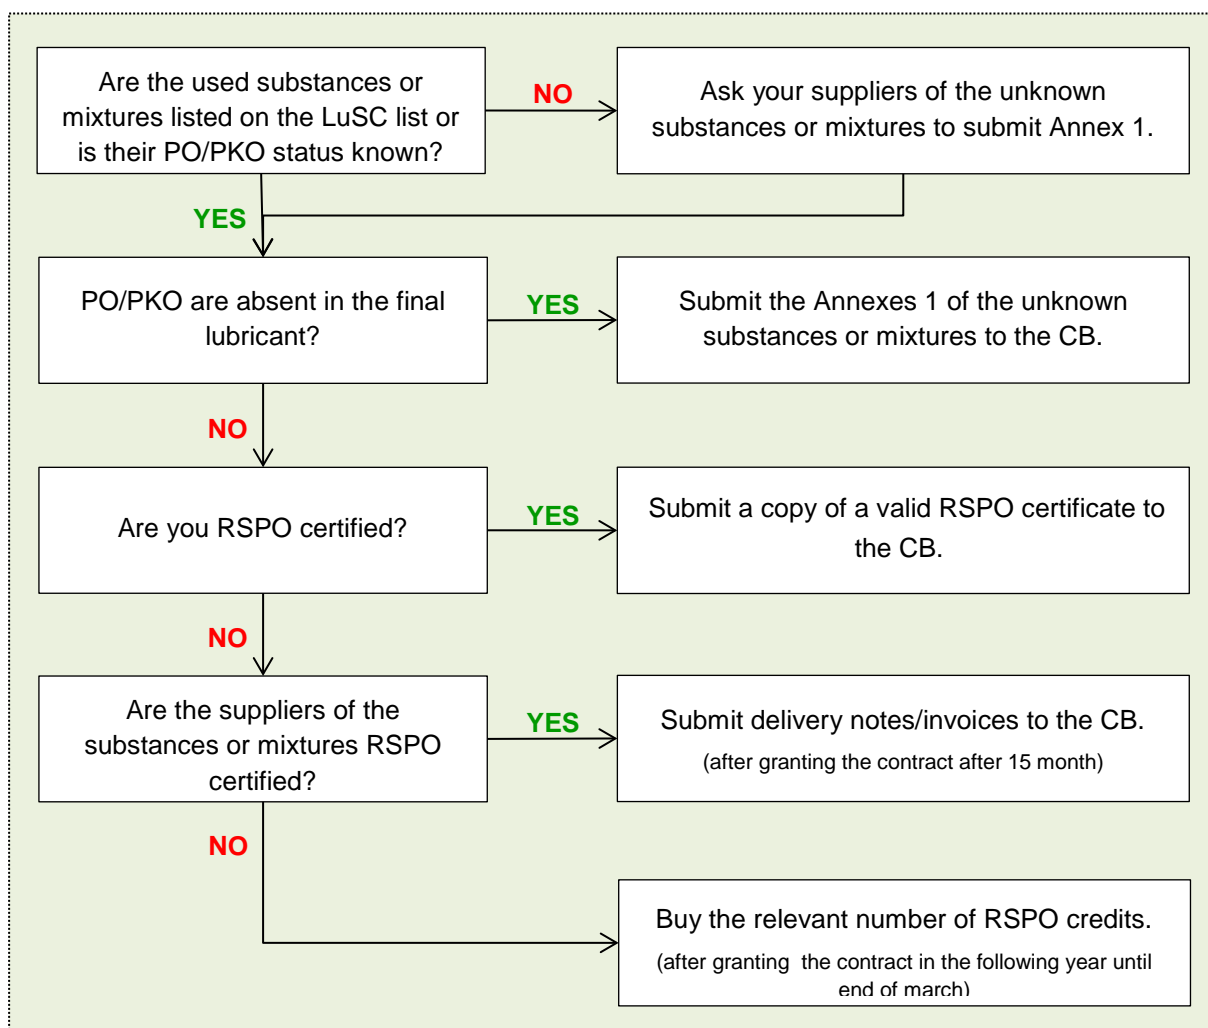 Are the used substances or
mixtures listed on the LuSC list or
is their PO/PKO status known?
NO
Ask your suppliers of the unknown
substances or mixtures to submit Annex 1.
YES
PO/PKO are absent in the final
lubricant?
YES
Submit the Annexes 1 of the unknown
substances or mixtures to the CB.
NO
Are you RSPO certified?
YES
Submit a copy of a valid RSPO certificate to
the CB.
NO
Are the suppliers of the
substances or mixtures RSPO
certified?
YES
Submit delivery notes/invoices to the CB.
(after granting the contract after 15 month)
NO
Buy the relevant number of RSPO credits.
(after granting the contract in the following year until
end of march)